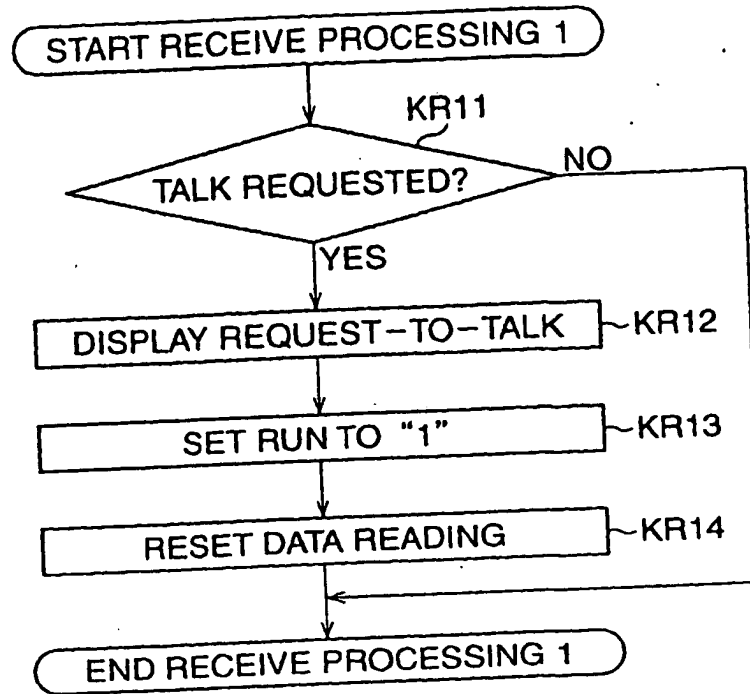 START RECEIVE PROCESSING 1
KR11
TALK REQUESTED?
NO
YES
DISPLAY REQUEST-TO-TALK
KR12
SET RUN TO "1"
KR13
RESET DATA READING
KR14
END RECEIVE PROCESSING 1